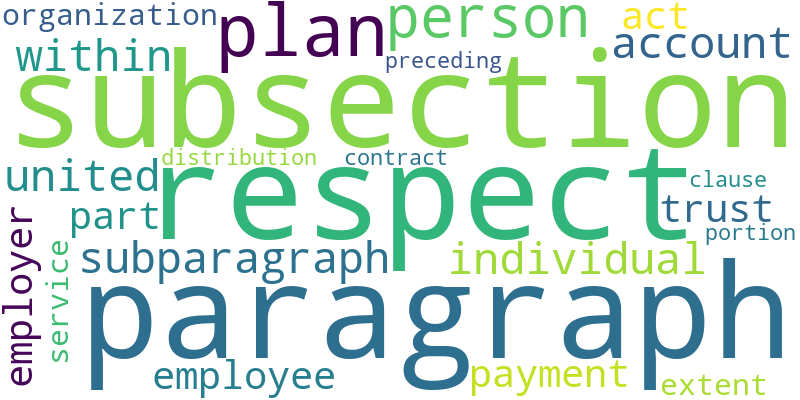 organization
plan
person
act
within
account
preceding
subsection
distribution
contract
united
respect
clause
part
trust
portion
employer
service
subparagraph
individual
paragraph
employee
payment
extent